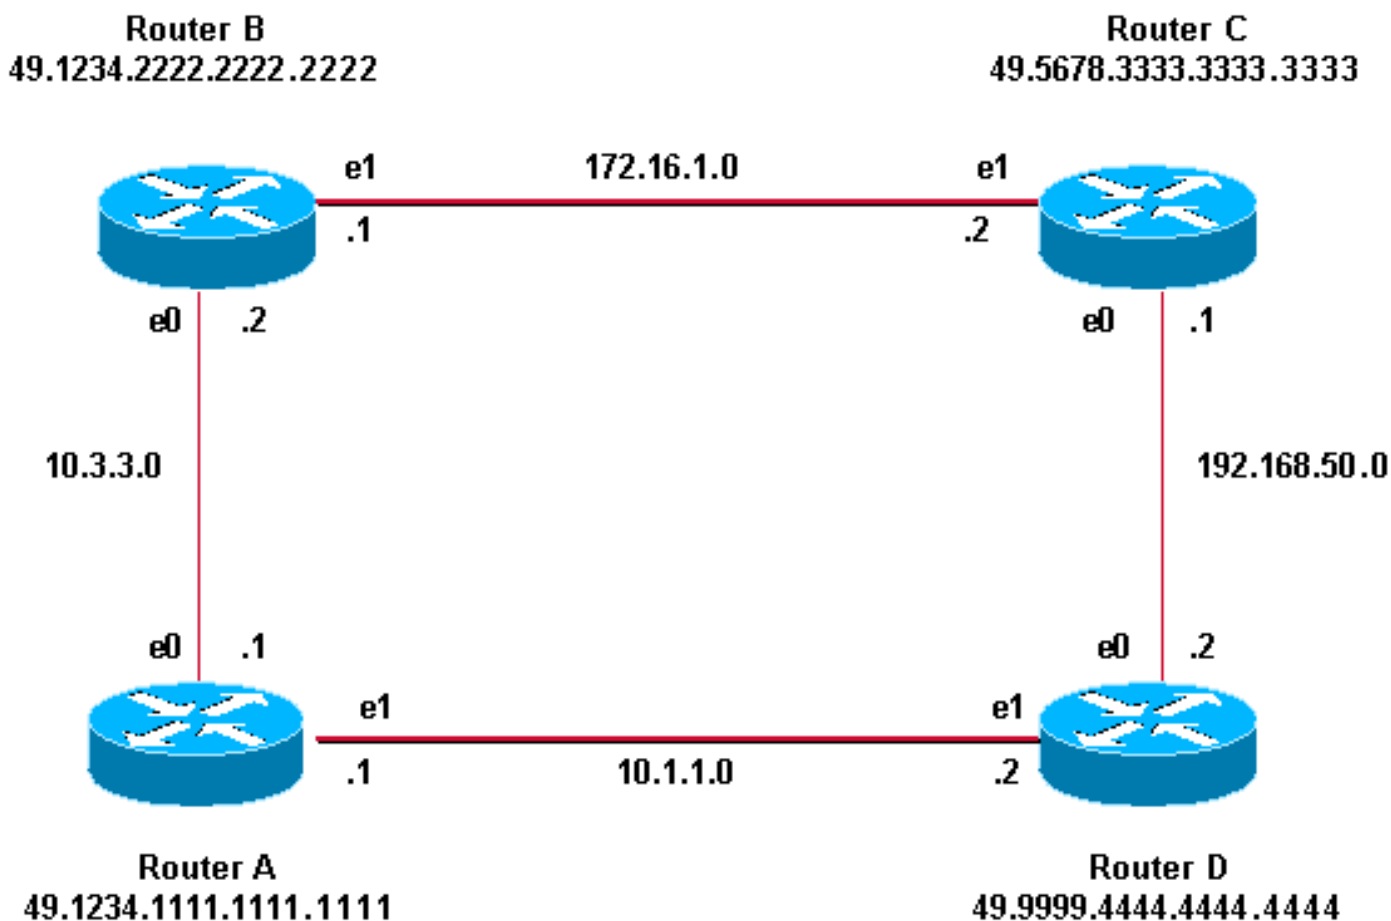 Router B
49.1234.2222.2222.2222
Router C
49.5678.3333.3333.3333
e1
172.16.1.0
e1
.1
.2
e0
.2
e0
.1
10.3.3.0
192.168.50.0
e0
.1
e0
.2
e1
e1
.1
10.1.1.0
.2
Router A
49.1234.1111.1111.1111
Router D
49.9999.4444.4444.4444